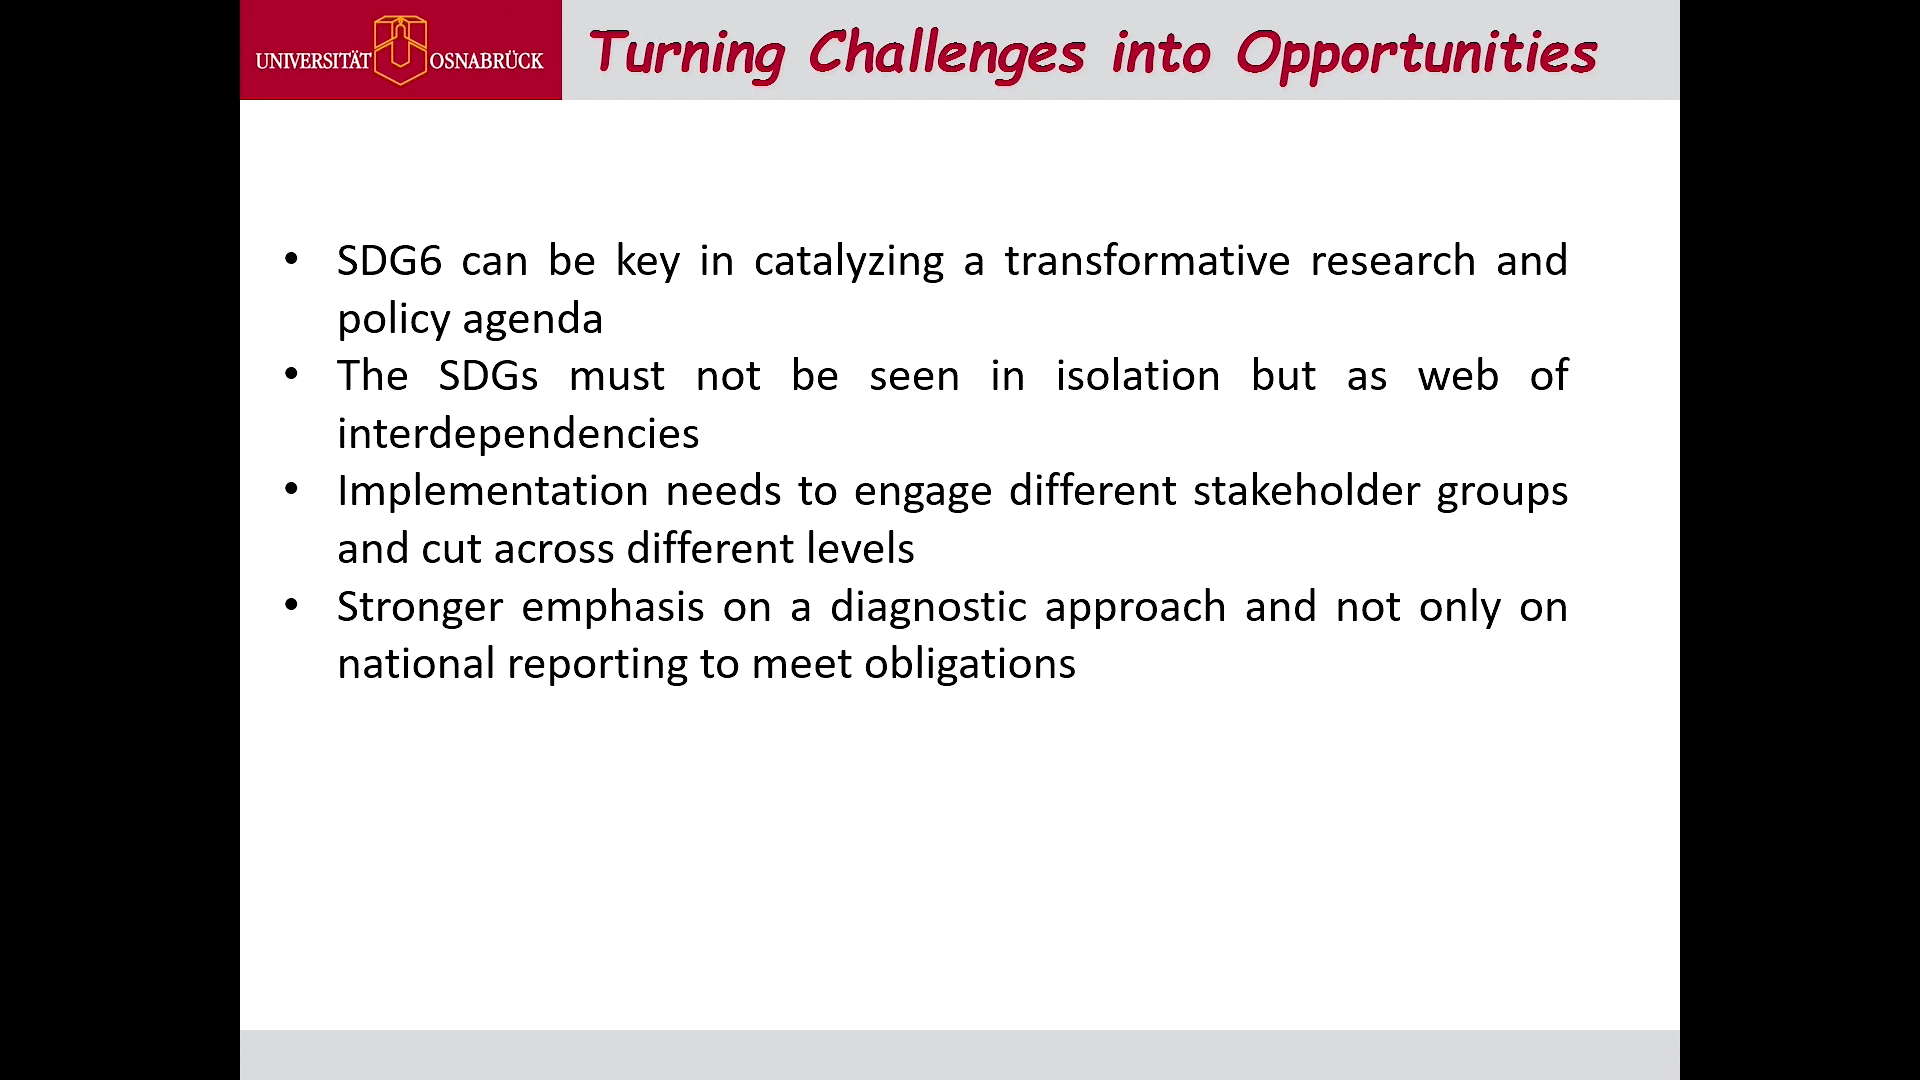 UNIVERSITÄT OSNABRÜCK
Turning Challenges into Opportunities
• SDG6 can be key in catalyzing a transformative research and
policy agenda
• The SDGs must not be seen in isolation but as web of
interdependencies
• Implementation needs to engage different stakeholder groups
and cut across different levels
• Stronger emphasis on a diagnostic approach and not only on
national reporting to meet obligations